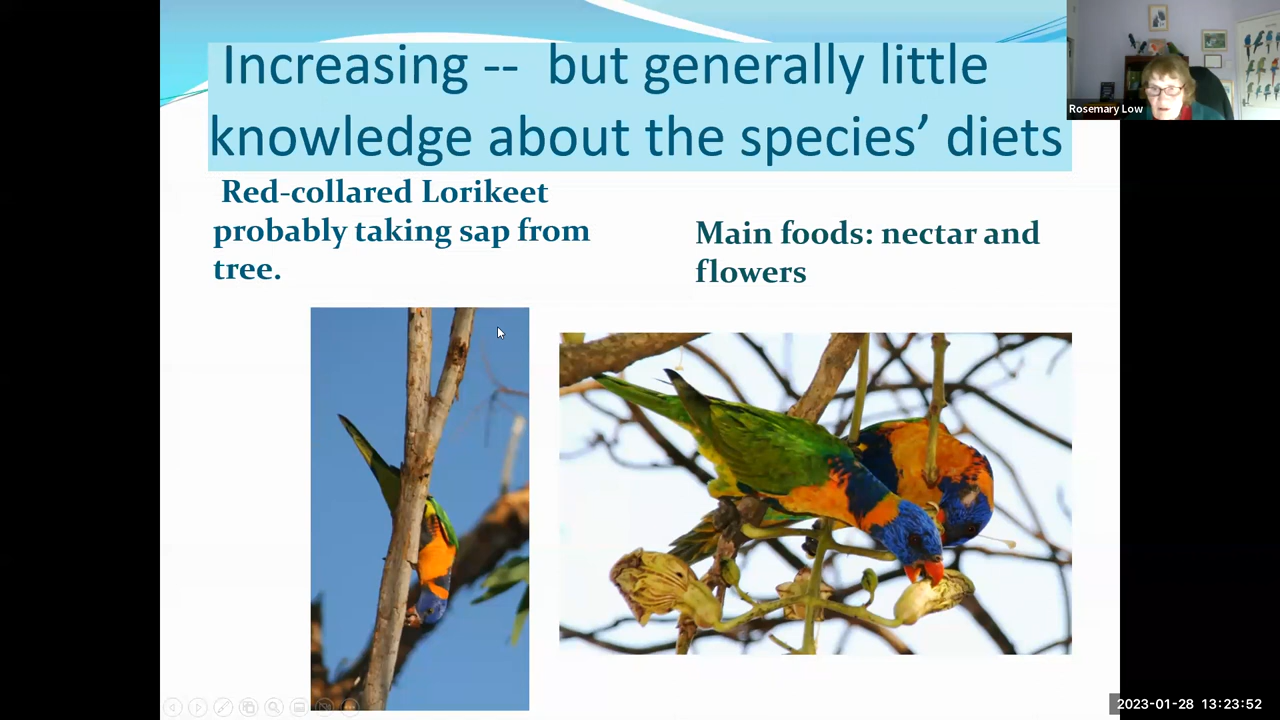 Increasing -- but generally little
knowledge about the species’ diets
Red-collared Lorikeet
probably taking sap from
tree.
Main foods: nectar and
flowers
Rosemary Low
2023-01-28 13:23:52